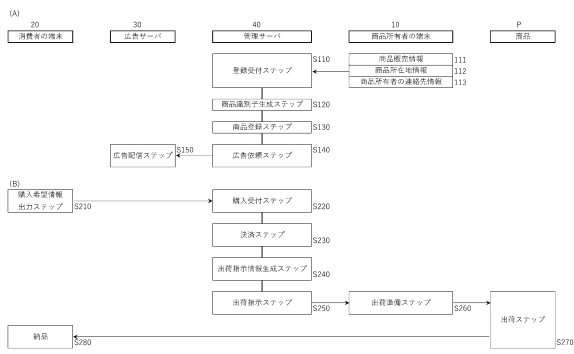 (A)
20
30
40
10
P
消費者の端末
広告サーバ
管理サーバ
商品所有者の端末
商品
登録受付ステップ
S110
商品販売情報
111
商品所在地情報
112
商品所有者の連絡先情報
113
商品識別子生成ステップ
S120
商品登録ステップ
S130
広告配信ステップ
S150
広告依頼ステップ
S140
(B)
購入希望情報
出力ステップ
S210
購入受付ステップ
S220
決済ステップ
S230
出荷指示情報生成ステップ
S240
出荷指示ステップ
S250
出荷準備ステップ
S260
出荷ステップ
S270
納品
S280